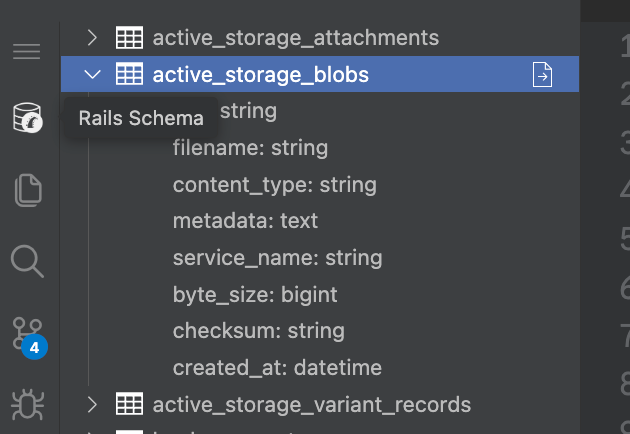 active_storage_attachments
active_storage_blobs
Rails Schema
string
filename: string
content_type: string
metadata: text
service_name: string
byte_size: bigint
checksum: string
4
created_at: datetime
active_storage_variant_records